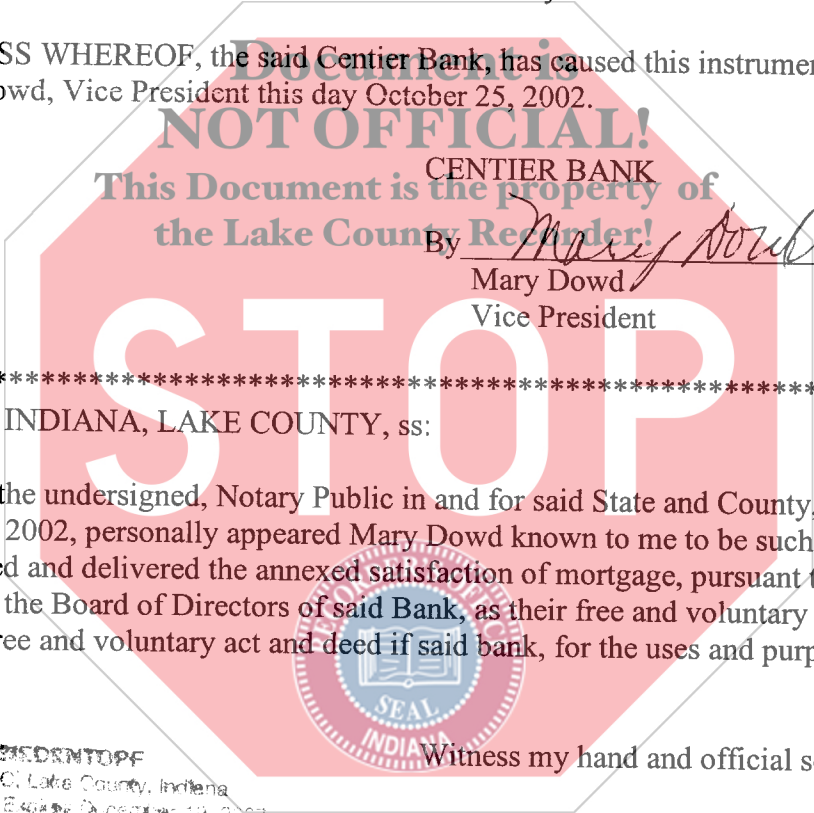 SS WHEREOF, the said Centier Bank, has caused this instrumen
owd, Vice President this day October 25, 2002.
Document is
NOT OFFICIAL!
This Document is the property of
the Lake County Recorder!
CENTIER BANK
By Mary Dowd
Mary Dowd
Vice President
STOP
INDIANA, LAKE COUNTY, ss:
the undersigned, Notary Public in and for said State and County,
2002, personally appeared Mary Dowd known to me to be such
ed and delivered the annexed satisfaction of mortgage, pursuant t
the Board of Directors of said Bank, as their free and voluntary
ree and voluntary act and deed if said bank, for the uses and purp
SEAL
INDIANA
Witness my hand and official s
Lake County, Indiana